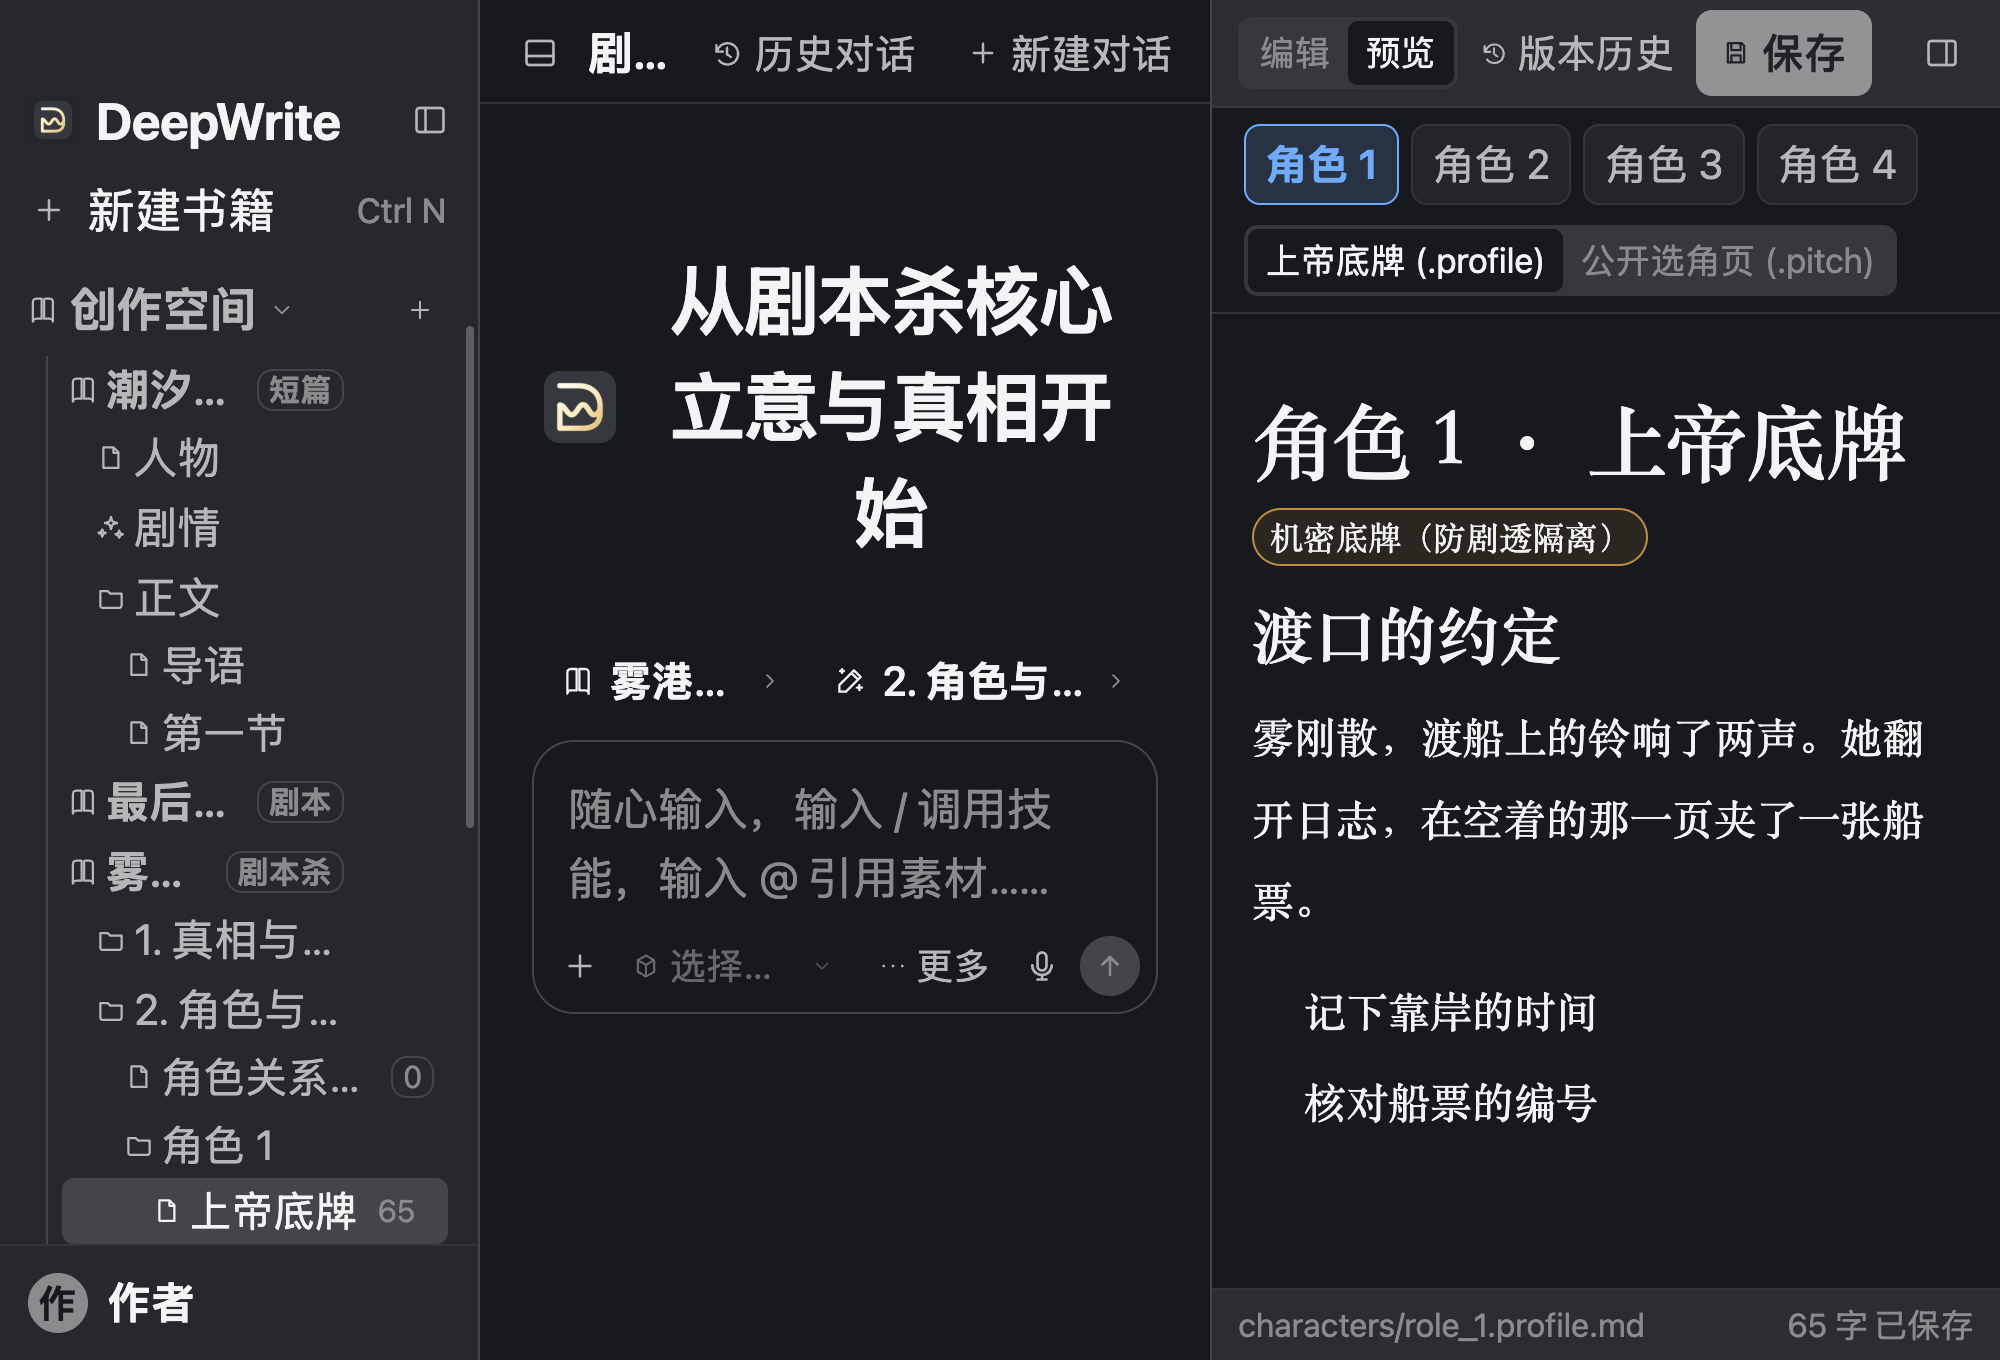 DeepWrite
新建书籍 Ctrl N
创作空间
潮汐... 短篇
人物
剧情
正文
导语
第一节
最后... 剧本
雾... 剧本杀
1. 真相与...
2. 角色与...
角色关系... 0
角色 1
上帝底牌 65
作 作者
剧... 历史对话 新建对话
从剧本杀核心
立意与真相开
始
雾港... 2. 角色与...
随心输入，输入 / 调用技
能，输入 @ 引用素材......
选择... 更多
编辑 预览 版本历史 保存
角色 1 角色 2 角色 3 角色 4
上帝底牌 (.profile) 公开选角页 (.pitch)
角色 1 · 上帝底牌
机密底牌（防剧透隔离）
渡口的约定
雾刚散，渡船上的铃响了两声。她翻
开日志，在空着的那一页夹了一张船
票。
记下靠岸的时间
核对船票的编号
characters/role_1.profile.md 65 字 已保存